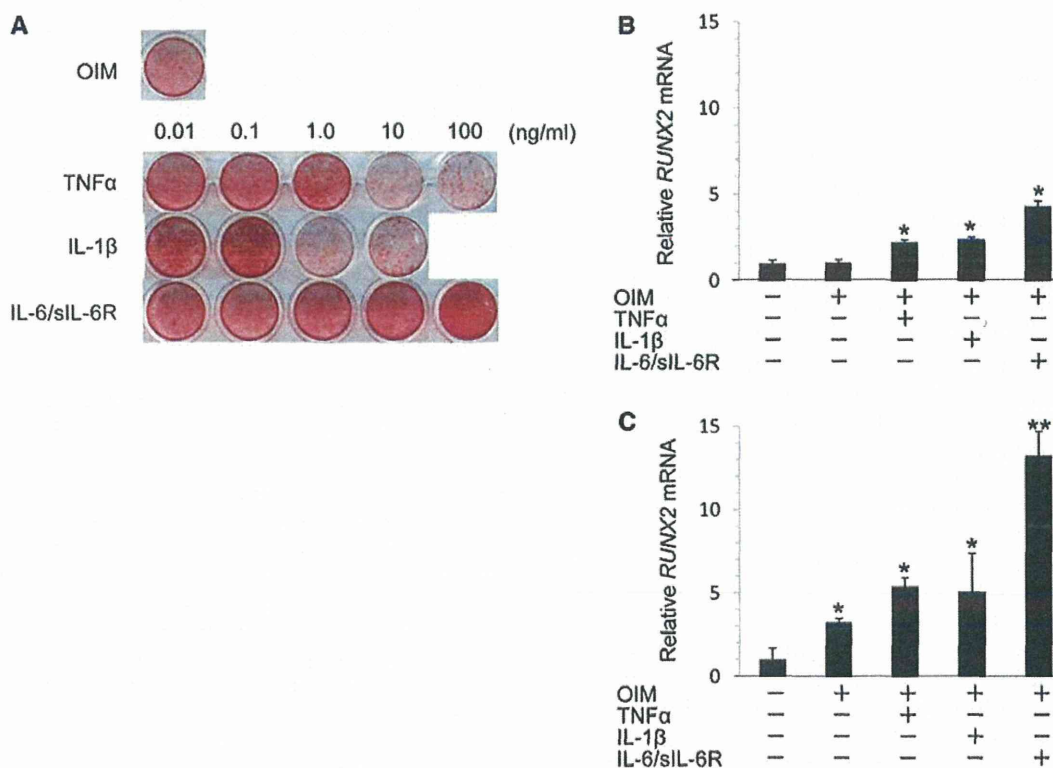 A
OIM
0.01 0.1 1.0 10 100 (ng/ml)
TNFα
IL-1β
IL-6/sIL-6R
B
Relative RUNX2 mRNA
15
10
5
0
* * *
OIM − + + + +
TNFα − − + − −
IL-1β − − − + −
IL-6/sIL-6R − − − − +
C
Relative RUNX2 mRNA
15
10
5
0
* * * **
OIM − + + + +
TNFα − − + − −
IL-1β − − − + −
IL-6/sIL-6R − − − − +